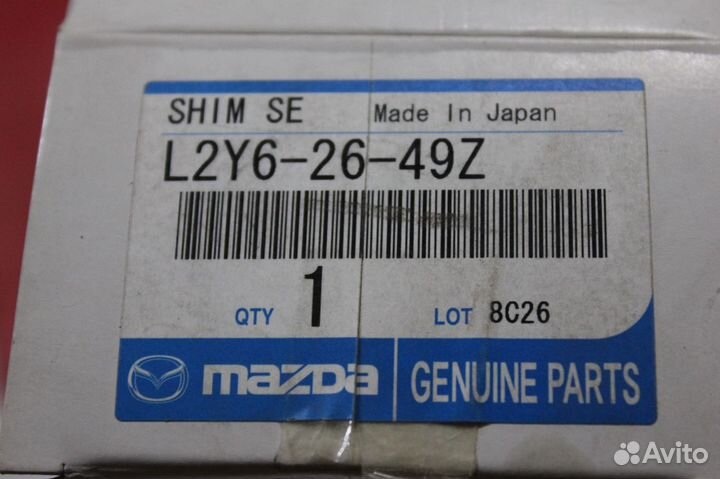 SHIM SE Made In Japan
L2Y6-26-49Z
QTY 1 LOT 8C26
mazda GENUINE PARTS
Avito